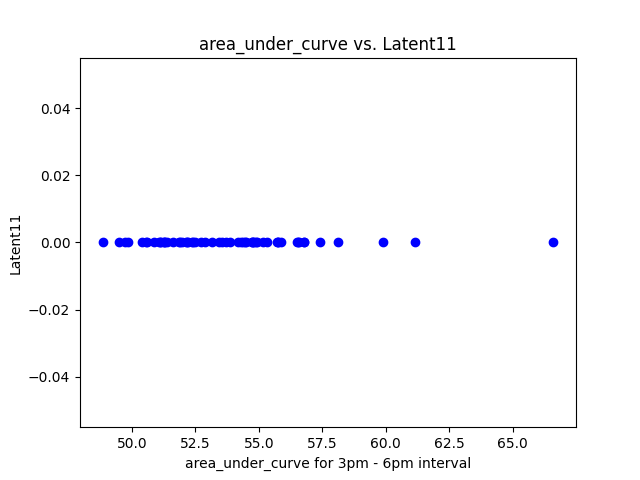 area_under_curve vs. Latent11
0.04
0.02
0.00
−0.02
−0.04
Latent11
50.0 52.5 55.0 57.5 60.0 62.5 65.0
area_under_curve for 3pm - 6pm interval